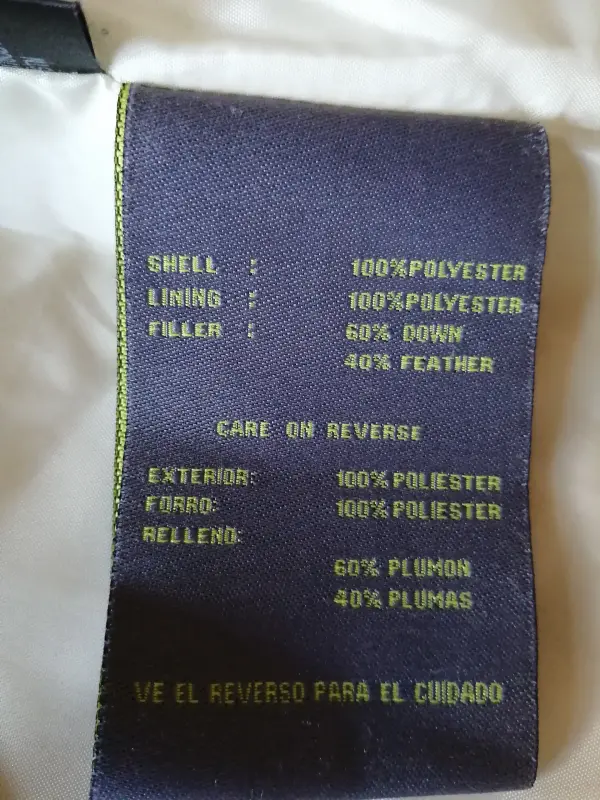 SHELL : 100%POLYESTER
LINING : 100%POLYESTER
FILLER : 60% DOWN
40% FEATHER
CARE ON REVERSE
EXTERIOR: 100% POLIESTER
FORRO: 100% POLIESTER
RELLENO:
60% PLUMON
40% PLUMAS
VE EL REVERSO PARA EL CUIDADO